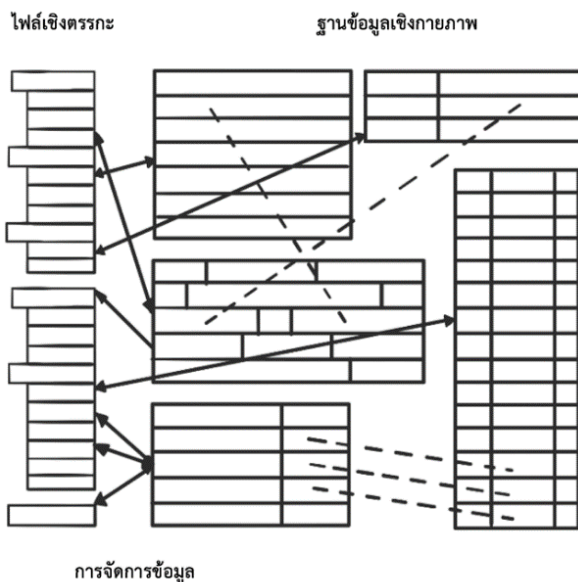 ไฟล์เชิงตรรกะ
ฐานข้อมูลเชิงกายภาพ
การจัดการข้อมูล